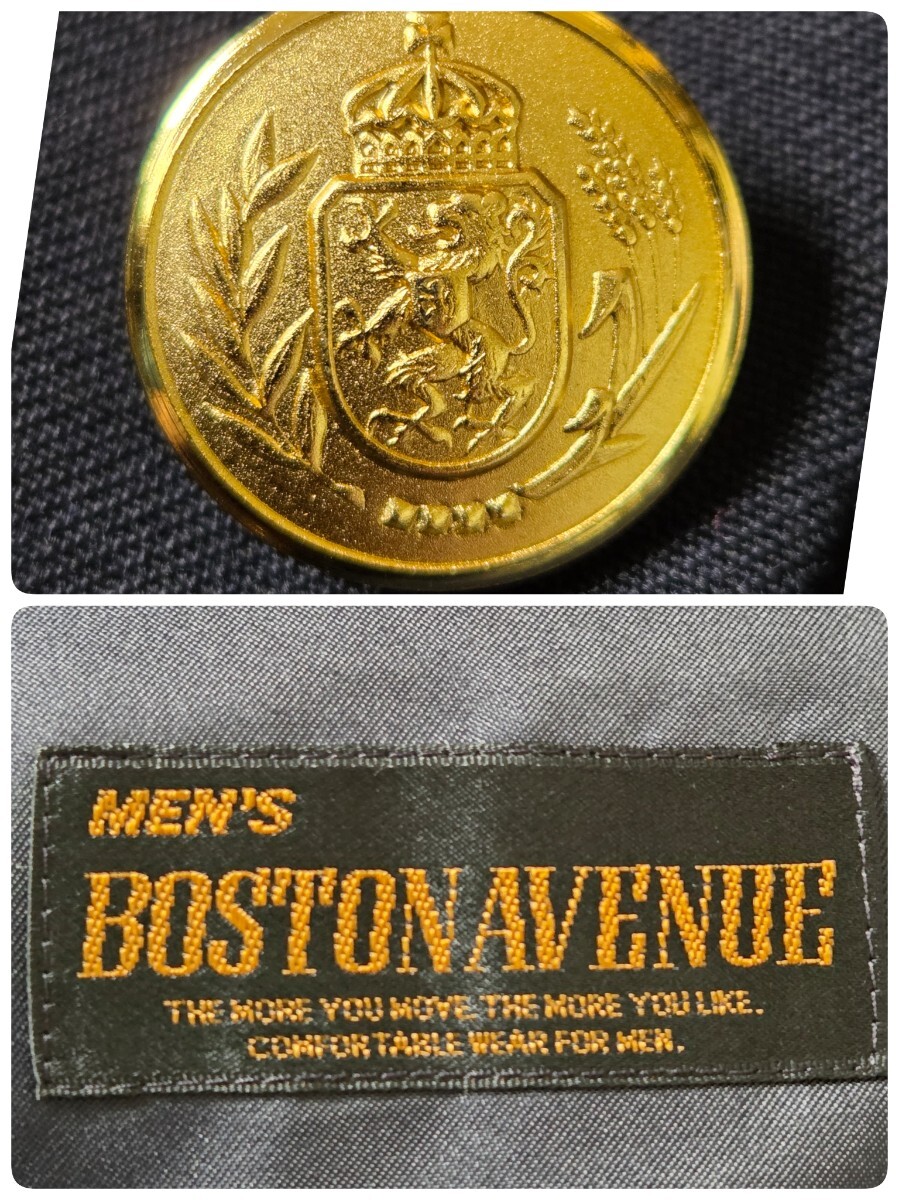 MEN'S
BOSTON AVENUE
THE MORE YOU MOVE, THE MORE YOU LIKE.
COMFORTABLE WEAR FOR MEN.